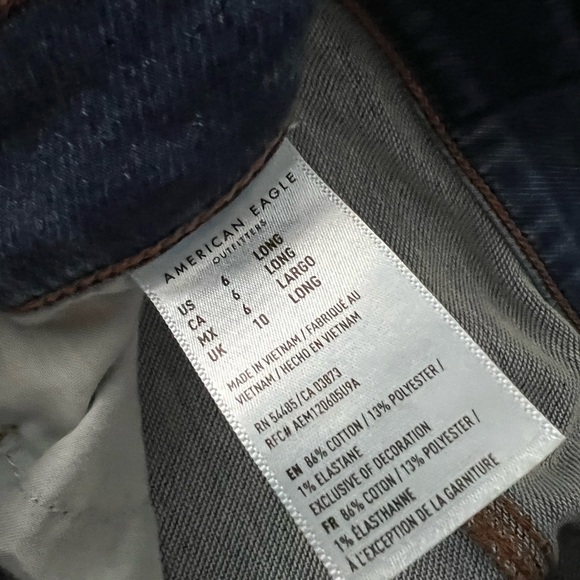 AMERICAN EAGLE
OUTFITTERS
US 6 LONG
CA 6 LONG
MX 6 LARGO
UK 10 LONG
MADE IN VIETNAM / FABRIQUÉ AU
VIETNAM / HECHO EN VIETNAM
RN 54485 / CA 03873
RFC# AEM120605U9A
EN 86% COTTON / 13% POLYESTER /
1% ELASTANE
EXCLUSIVE OF DECORATION
FR 86% COTON / 13% POLYESTER /
1% ÉLASTHANNE
À L'EXCEPTION DE LA GARNITURE